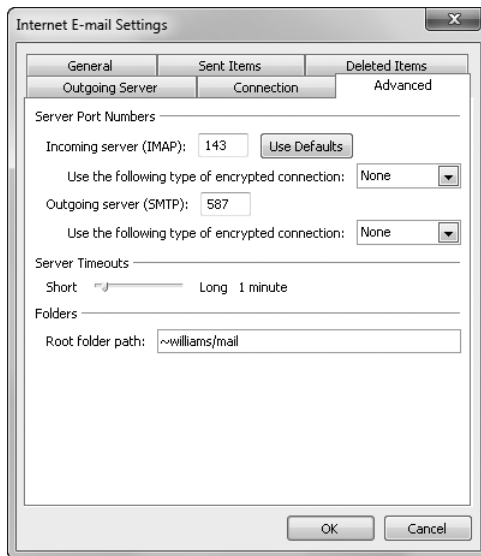 Internet E-mail Settings
X
General Sent Items Deleted Items
Outgoing Server Connection Advanced
Server Port Numbers
Incoming server (IMAP): 143 Use Defaults
Use the following type of encrypted connection: None
Outgoing server (SMTP): 587
Use the following type of encrypted connection: None
Server Timeouts
Short Long 1 minute
Folders
Root folder path: ~williams/mail
OK Cancel